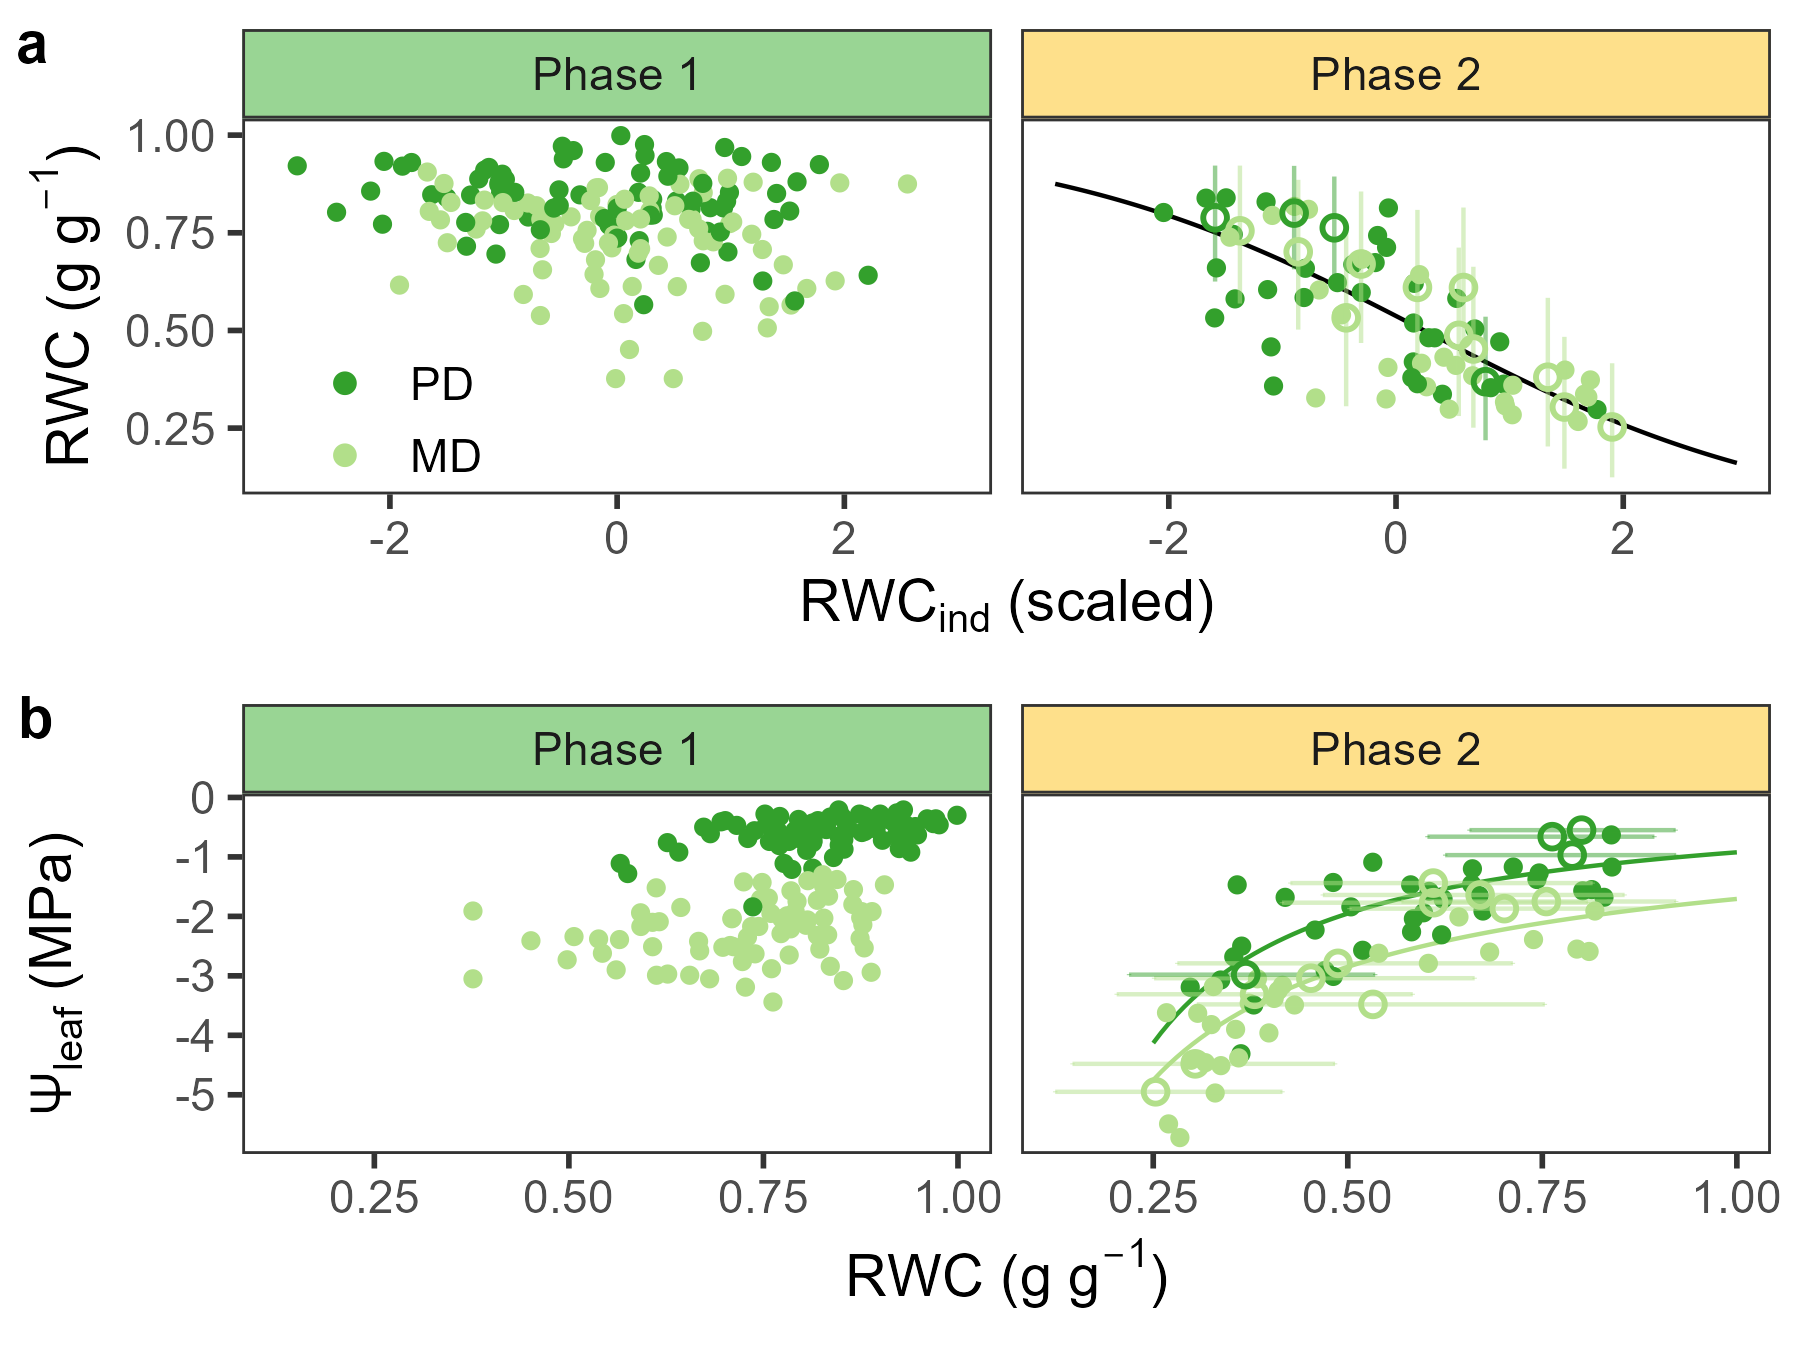 a
Phase 1 Phase 2
RWC (g g⁻¹)
1.00
0.75
0.50
0.25
PD
MD
-2 0 2 -2 0 2
RWCind (scaled)
b
Phase 1 Phase 2
Ψleaf (MPa)
0
-1
-2
-3
-4
-5
0.25 0.50 0.75 1.00 0.25 0.50 0.75 1.00
RWC (g g⁻¹)